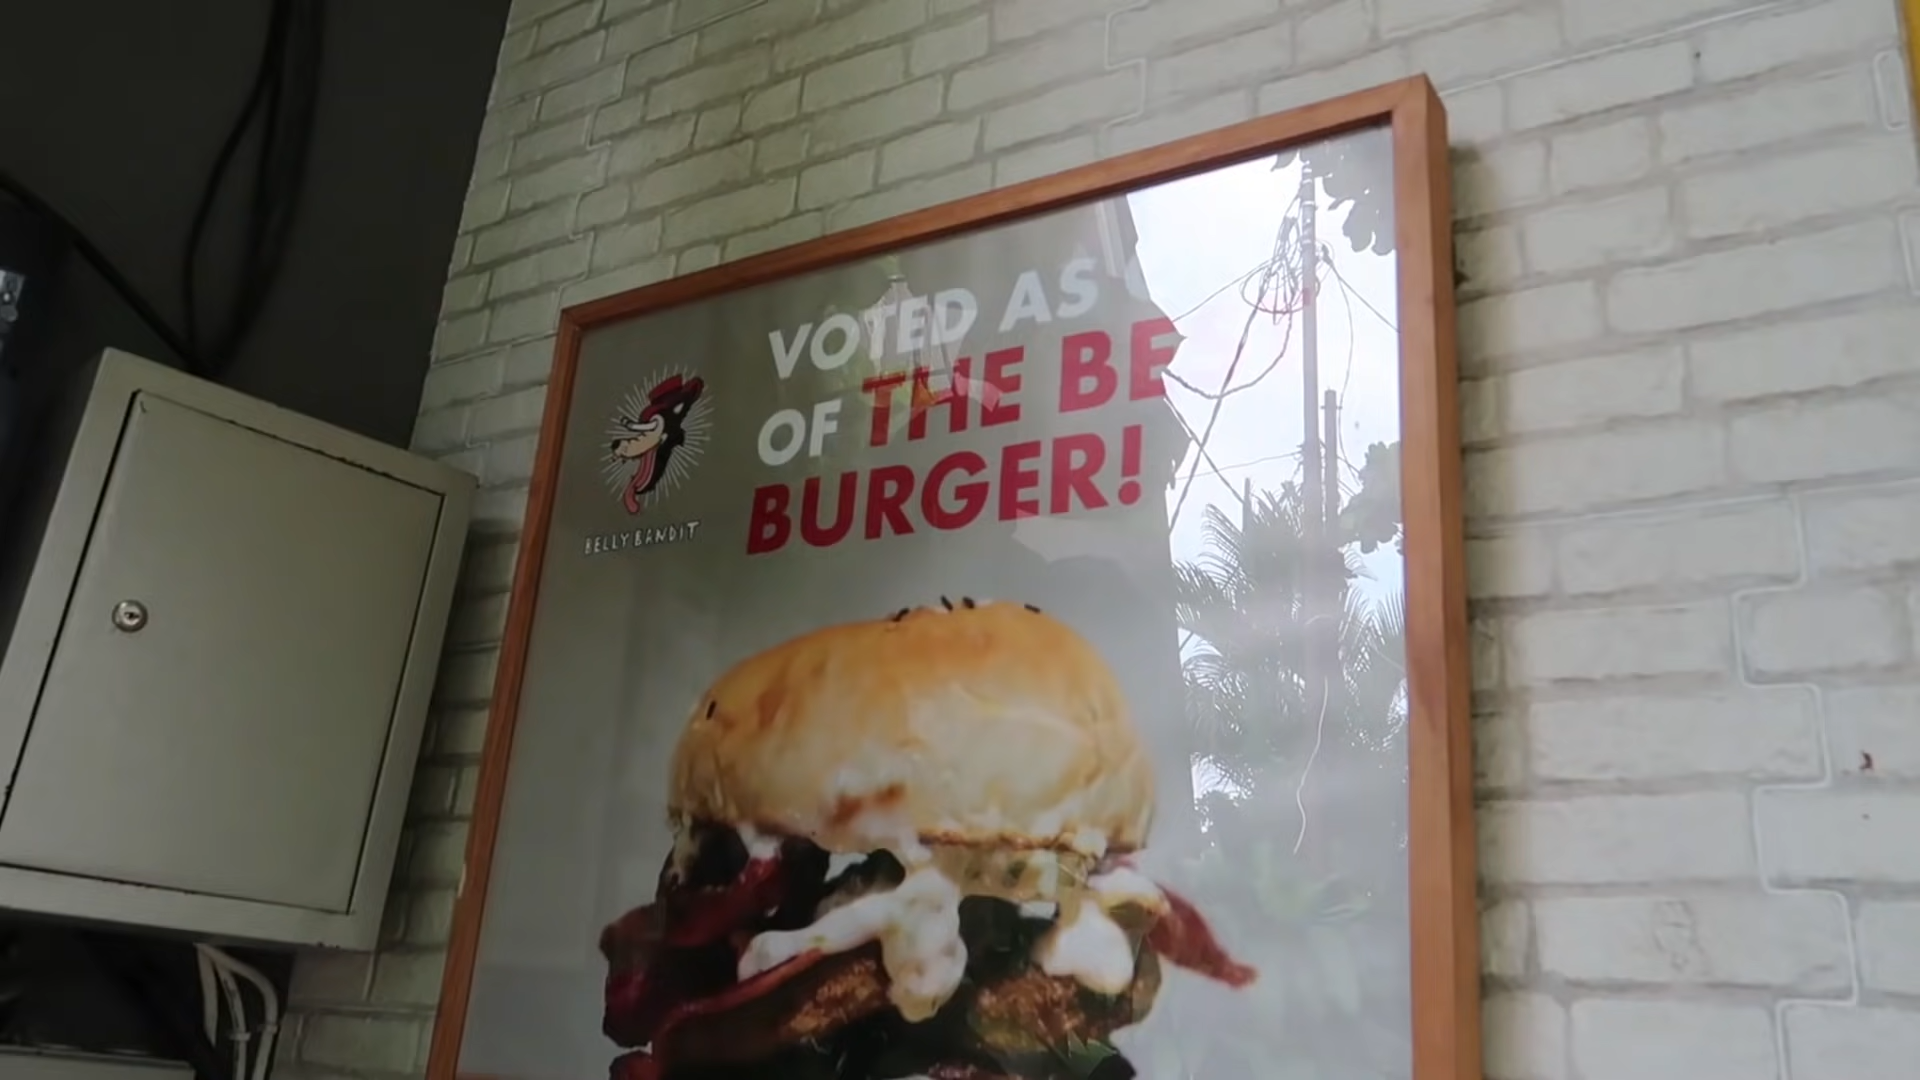 VOTED AS
OF THE BE
BURGER!
BELLY BANDIT